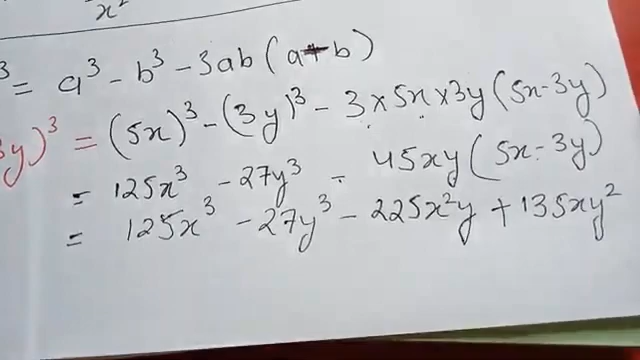 x²
³ = a³ - b³ - 3ab (a - b)
3y)³ = (5x)³ - (3y)³ - 3 × 5x × 3y (5x - 3y)
= 125x³ - 27y³ - 45xy (5x - 3y)
= 125x³ - 27y³ - 225x²y + 135xy²